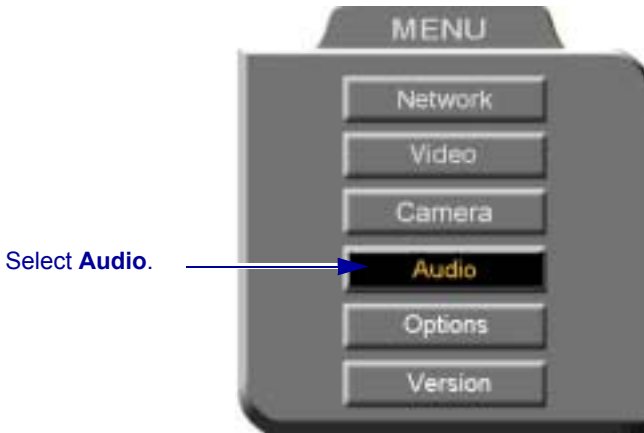 MENU
Network
Video
Camera
Select Audio.
Audio
Options
Version